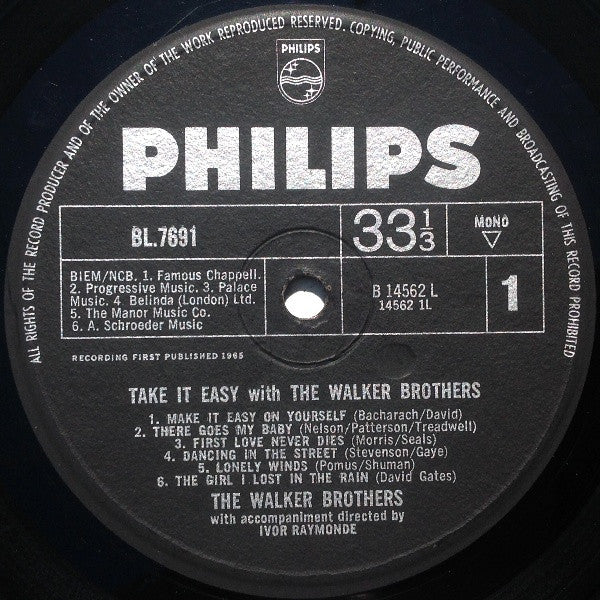 ALL RIGHTS OF THE RECORD PRODUCER AND OF THE OWNER OF THE WORK REPRODUCED RESERVED. COPYING, PUBLIC PERFORMANCE AND BROADCASTING OF THIS RECORD PROHIBITED
PHILIPS
PHILIPS
BL.7691
33 1/3
MONO
BIEM/NCB. 1. Famous Chappell.
2. Progressive Music. 3. Palace
Music. 4 Belinda (London) Ltd.
5. The Manor Music Co.
6. A. Schroeder Music
B 14562 L
14562 1L
1
RECORDING FIRST PUBLISHED 1965
TAKE IT EASY with THE WALKER BROTHERS
1. MAKE IT EASY ON YOURSELF (Bacharach/David)
2. THERE GOES MY BABY (Nelson/Patterson/Treadwell)
3. FIRST LOVE NEVER DIES (Morris/Seals)
4. DANCING IN THE STREET (Stevenson/Gaye)
5. LONELY WINDS (Pomus/Shuman)
6. THE GIRL I LOST IN THE RAIN (David Gates)
THE WALKER BROTHERS
with accompaniment directed by
IVOR RAYMONDE